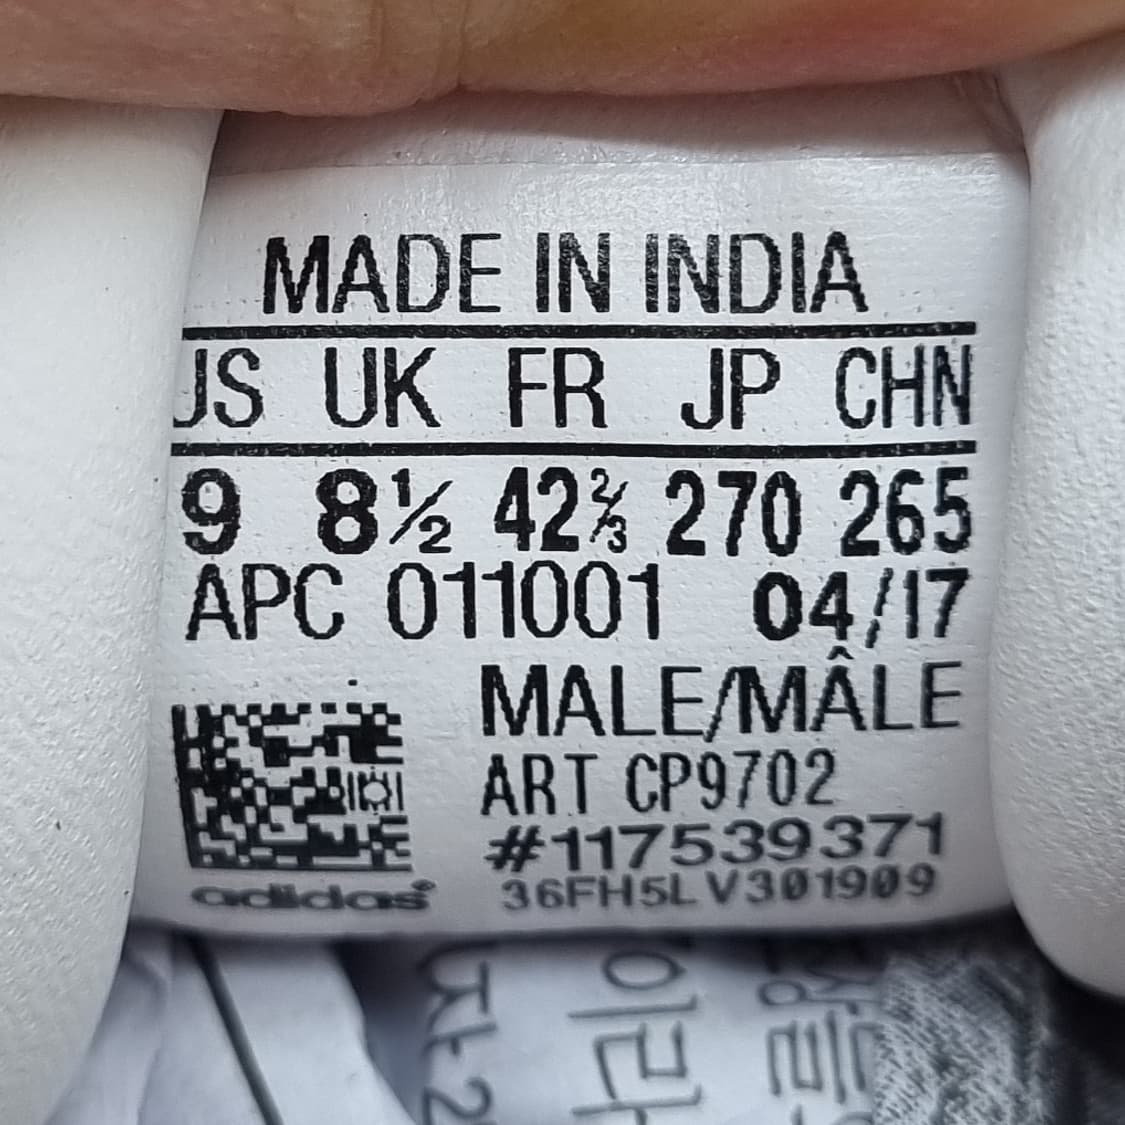 MADE IN INDIA
US UK FR JP CHN
9 8½ 42⅔ 270 265
APC 011001 04/17
MALE/MÂLE
ART CP9702
#117539371
36FH5LV301909
adidas®